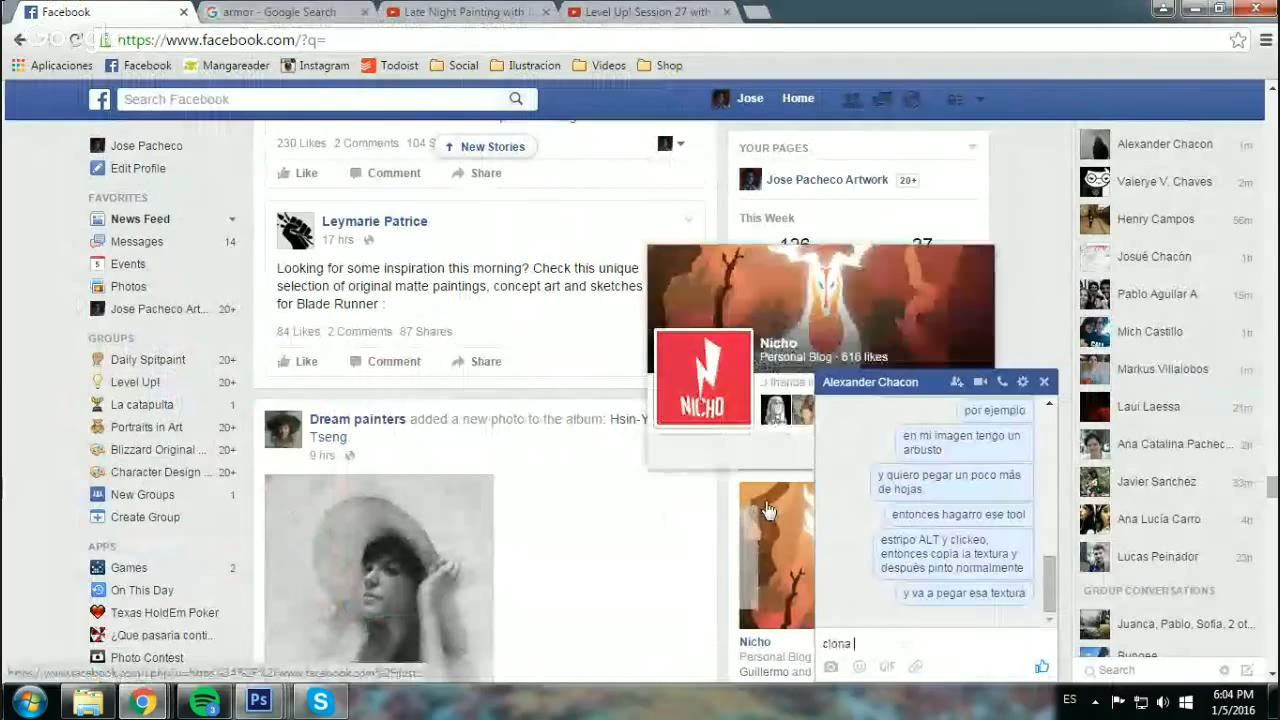 Facebook
armor - Google Search
Late Night Painting with
Level Up! Session 27 with
Google
https://www.facebook.com/?q=
Aplicaciones
Facebook
Mangareader
Instagram
Todoist
Social
Ilustracion
Videos
Shop
Search Facebook
Jose
Home
Jose Pacheco
Edit Profile
FAVORITES
News Feed
Messages 14
Events
5
Photos
Jose Pacheco Art... 20+
GROUPS
Daily Spitpaint 20+
Level Up! 20+
La catapulta 1
Portraits in Art 20+
Blizzard Original ... 20+
Character Design ... 20+
New Groups 1
Create Group
APPS
Games 2
On This Day
Texas HoldEm Poker
¿Que pasaria conti..
Photo Contest
230 Likes 2 Comments 104 S
New Stories
Like Comment Share
Leymarie Patrice
17 hrs
Looking for some inspiration this morning? Check this unique
selection of original matte paintings, concept art and sketches
for Blade Runner :
84 Likes 2 Comments 87 Shares
Like Comment Share
Dream painters added a new photo to the album: Hsin-Y
Tseng.
9 hrs
YOUR PAGES
Jose Pacheco Artwork 20+
This Week
Nicho
Personal Blog · 616 likes
NICHO
Nicho
Personal Blog
Guillermo and
Alexander Chacon
por ejemplo
en mi imagen tengo un
arbusto
y quiero pegar un poco más
de hojas
entonces hagarro ese tool
estripo ALT y clickeo,
entonces copia la textura y
después pinto normalmente
y va a pegar esa textura
clona
GIF
Alexander Chacon 1m
Valerye V. Chaves 2m
Henry Campos 56m
Josué Chacón 1h
Pablo Aguilar A 15m
Mich Castillo 1h
Markus Villalobos 1h
Laui Laessa 21m
Ana Catalina Pachec... 2h
Javier Sanchez 33m
Ana Lucía Carro 4h
Lucas Peinador 23h
GROUP CONVERSATIONS
Juanca, Pablo, Sofia, 2 ot...
Search
3
Ps
ES
6:04 PM
1/5/2016